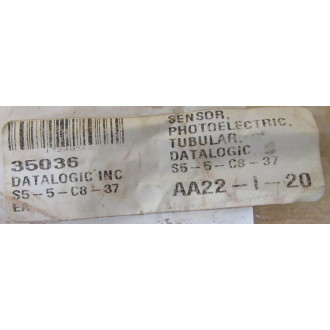 35036
DATALOGIC INC
S5-5-C8-37
EA
SENSOR,
PHOTOELECTRIC,
TUBULAR,
DATALOGIC
S5-5-C8-37
AA22-1-20